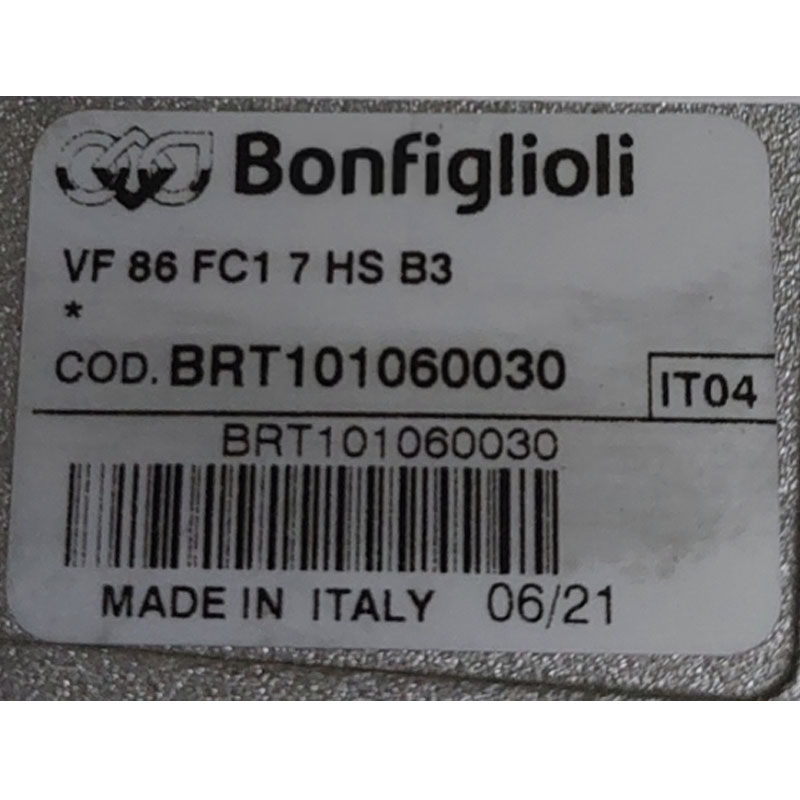 Bonfiglioli
VF 86 FC1 7 HS B3
*
COD. BRT101060030
IT04
BRT101060030
MADE IN ITALY 06/21